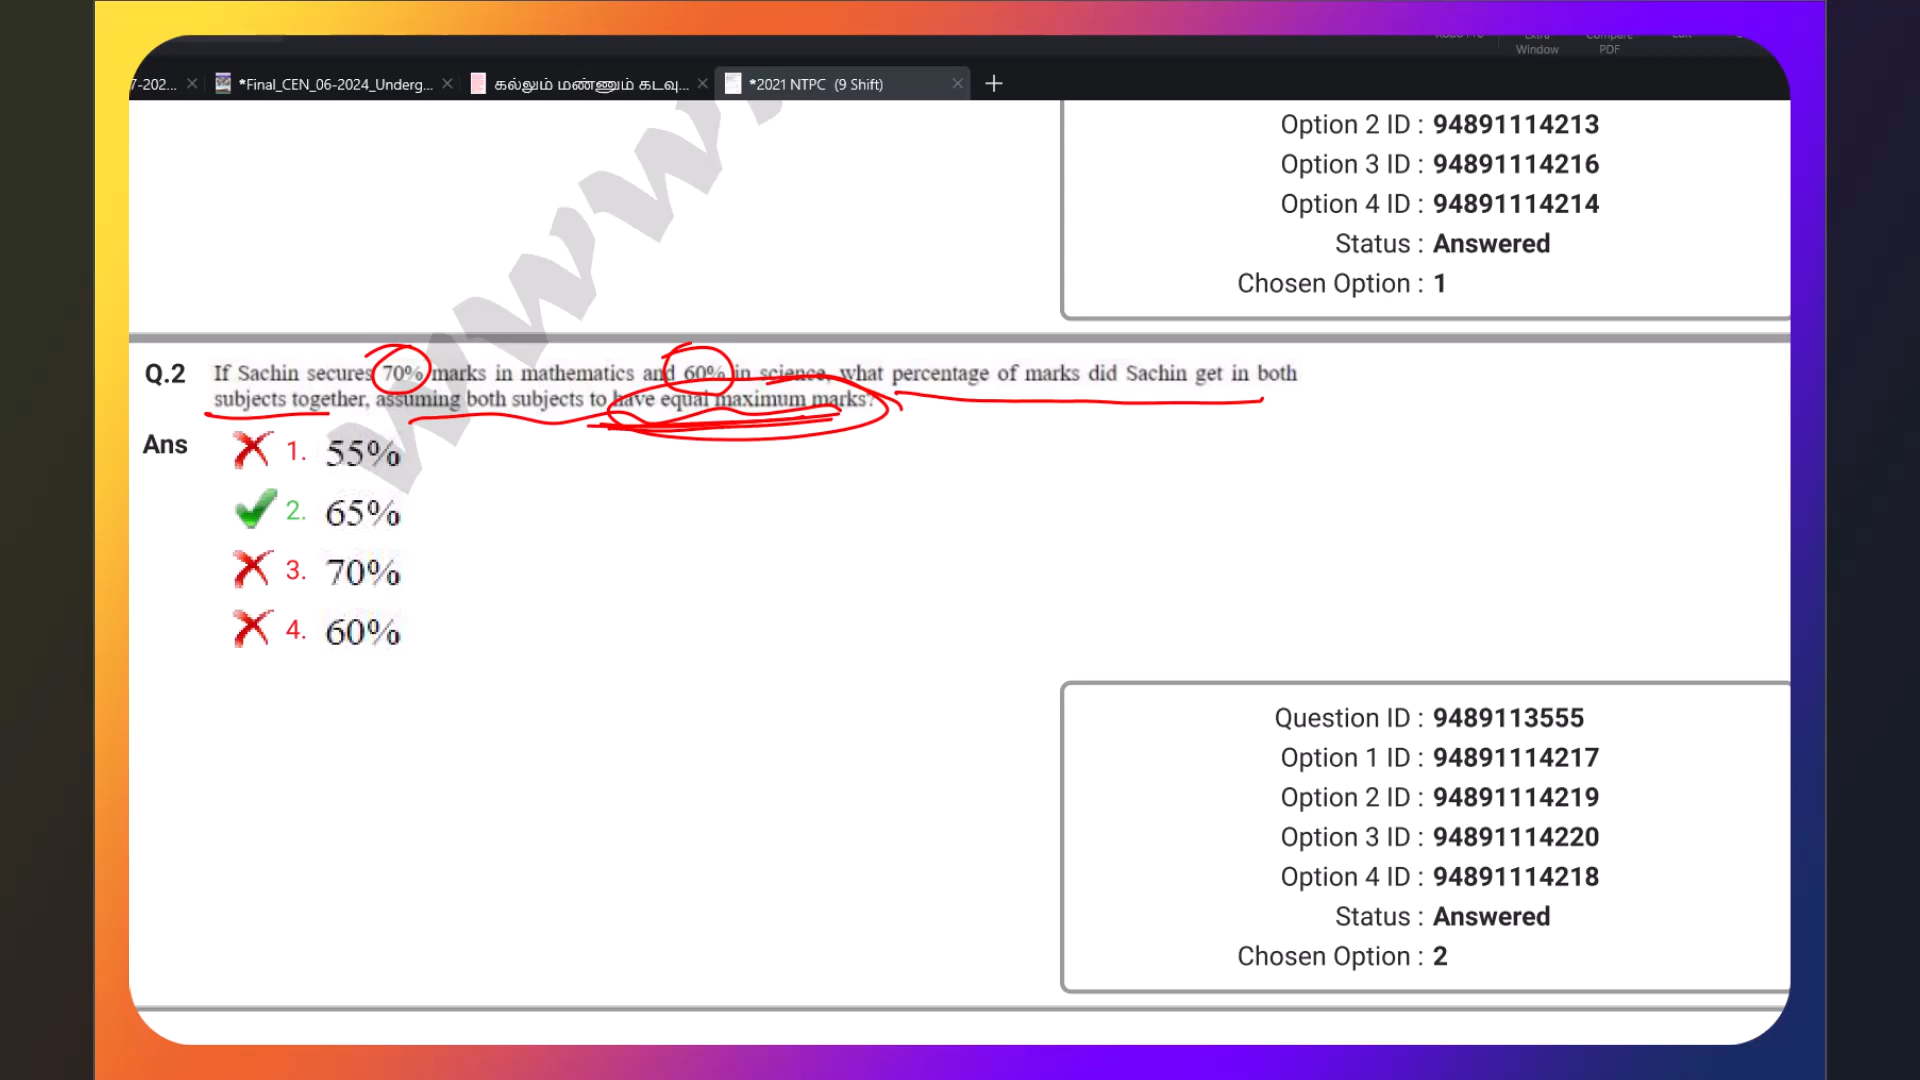 Window
PDF
7-202...
*Final_CEN_06-2024_Underg...
கல்லும் மண்ணும் கடவு...
*2021 NTPC (9 Shift)
www.
Option 2 ID : 94891114213
Option 3 ID : 94891114216
Option 4 ID : 94891114214
Status : Answered
Chosen Option : 1
Q.2 If Sachin secures 70% marks in mathematics and 60% in science, what percentage of marks did Sachin get in both
subjects together, assuming both subjects to have equal maximum marks?
Ans
1. 55%
2. 65%
3. 70%
4. 60%
Question ID : 9489113555
Option 1 ID : 94891114217
Option 2 ID : 94891114219
Option 3 ID : 94891114220
Option 4 ID : 94891114218
Status : Answered
Chosen Option : 2